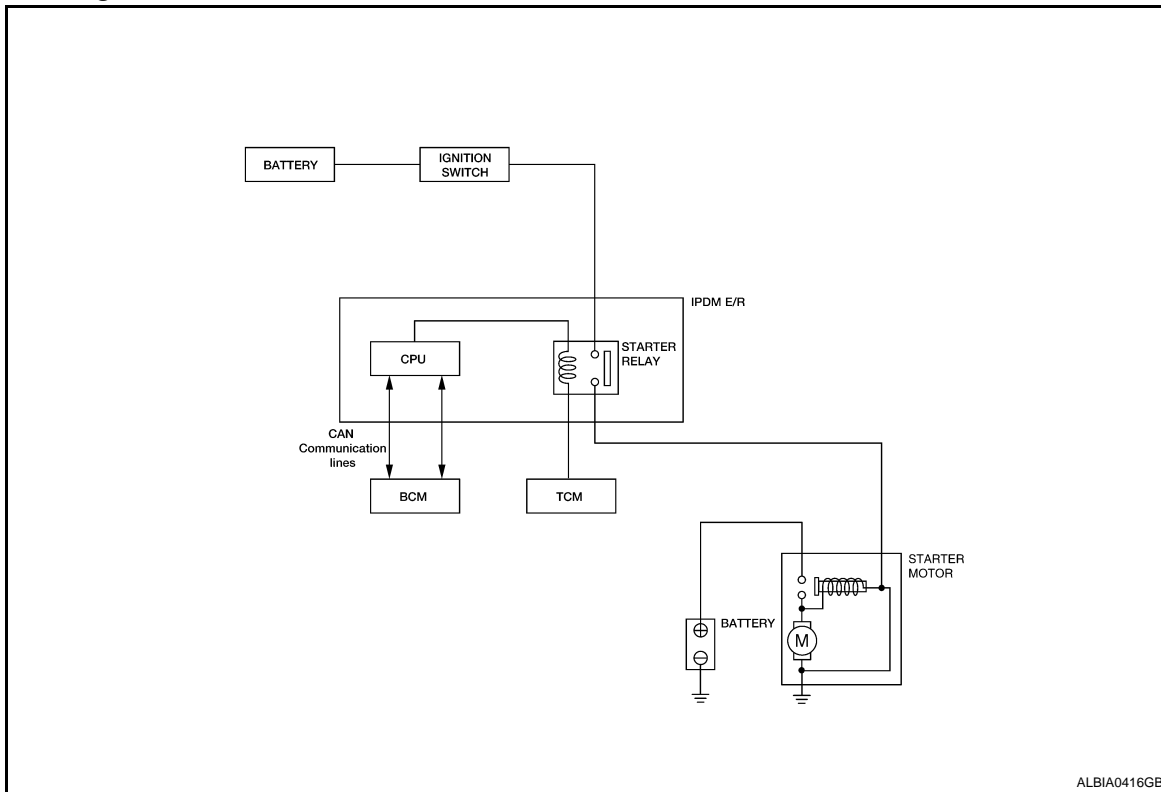 BATTERY
IGNITION
SWITCH
IPDM E/R
CPU
STARTER
RELAY
CAN
Communication
lines
BCM
TCM
STARTER
MOTOR
BATTERY
M
ALBIA0416GB